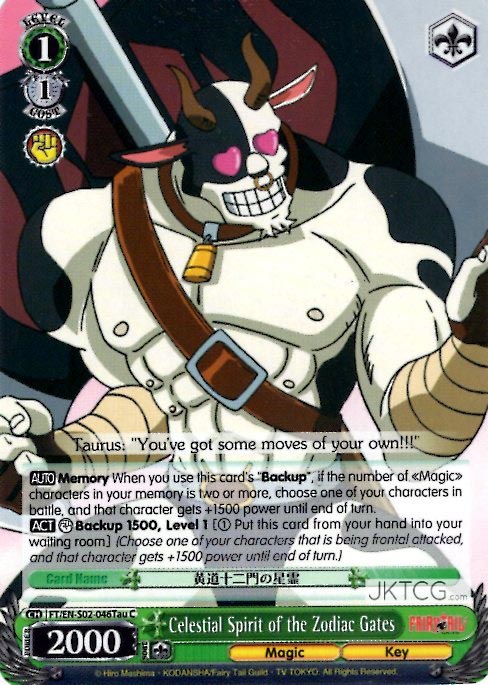 LEVEL
1
1
COST
Taurus: "You've got some moves of your own!!!"
AUTO Memory When you use this card's "Backup", if the number of «Magic»
characters in your memory is two or more, choose one of your characters in
battle, and that character gets +1500 power until end of turn.
ACT Backup 1500, Level 1 [① Put this card from your hand into your
waiting room] (Choose one of your characters that is being frontal attacked,
and that character gets +1500 power until end of turn.)
Card Name
黄道十二門の星霊
JKTCG.com
CH FT/EN-S02-046Tau C
POWER
2000
SOUL
Celestial Spirit of the Zodiac Gates
FAIRY TAIL
Magic
Key
© Hiro Mashima・KODANSHA/Fairy Tail Guild・TV TOKYO. All Rights Reserved.